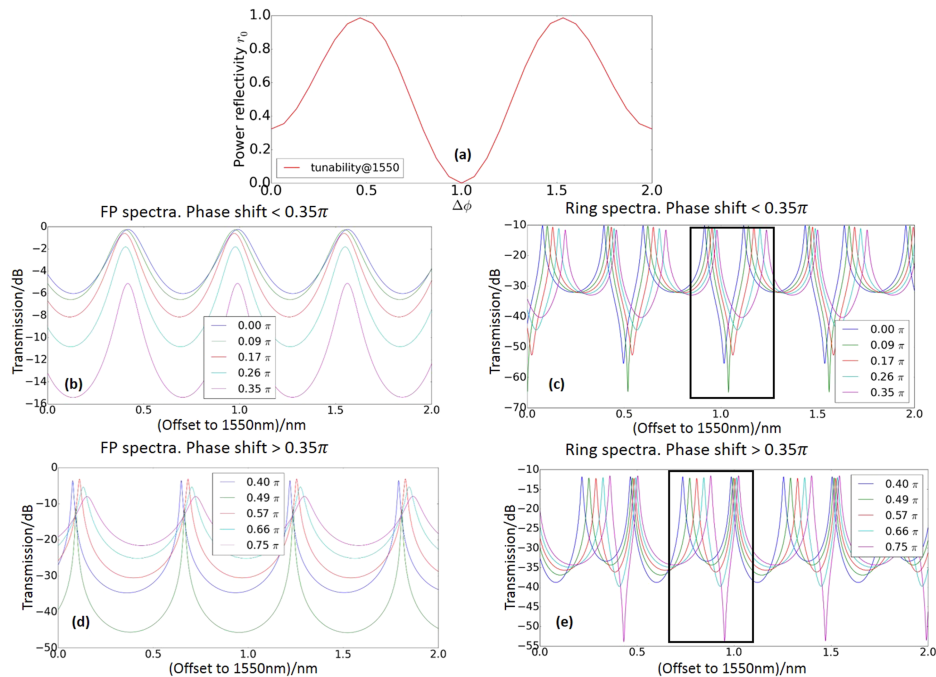 1.0
0.8
0.6
0.4
0.2
0.0
Power reflectivity r₀
(a)
tunability@1550
0.0 0.5 1.0 1.5 2.0
Δϕ
FP spectra. Phase shift < 0.35π
0
−2
−4
−6
−8
−10
−12
−14
−16
Transmission/dB
0.00 π
0.09 π
0.17 π
0.26 π
0.35 π
(b)
0.0 0.5 1.0 1.5 2.0
(Offset to 1550nm)/nm
Ring spectra. Phase shift < 0.35π
−10
−20
−30
−40
−50
−60
−70
Transmission/dB
0.00 π
0.09 π
0.17 π
0.26 π
0.35 π
(c)
0.0 0.5 1.0 1.5 2.0
(Offset to 1550nm)/nm
FP spectra. Phase shift > 0.35π
0
−10
−20
−30
−40
−50
Transmission/dB
0.40 π
0.49 π
0.57 π
0.66 π
0.75 π
(d)
0.0 0.5 1.0 1.5 2.0
(Offset to 1550nm)/nm
Ring spectra. Phase shift > 0.35π
−10
−15
−20
−25
−30
−35
−40
−45
−50
−55
Transmission/dB
0.40 π
0.49 π
0.57 π
0.66 π
0.75 π
(e)
0.0 0.5 1.0 1.5 2.0
(Offset to 1550nm)/nm